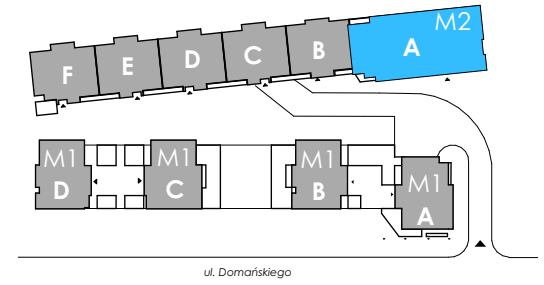 M2
F E D C B A
M1 M1 M1 M1
D C B A
ul. Domańskiego